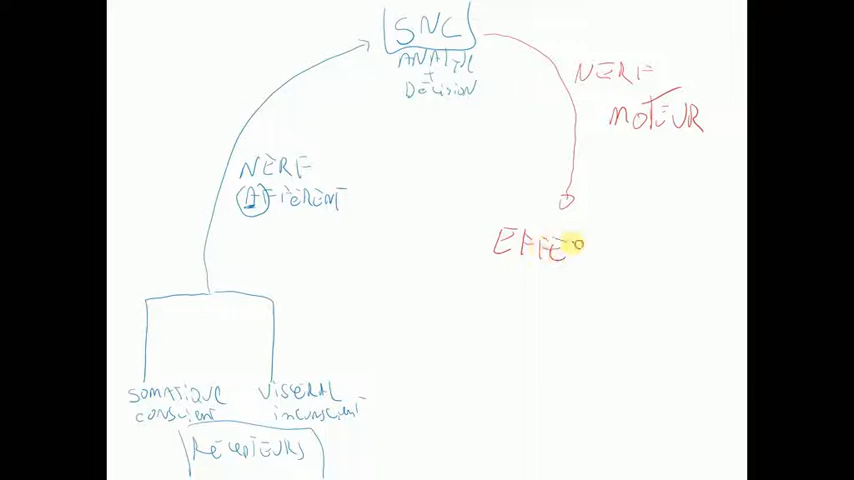 SNC
ANALYSE
+
Décision
NERF
MOTEUR
NERF
AFFÉRENT
EFFE
SOMATIQUE
conscient
VISCÉRAL
inconscient
RÉCEPTEURS